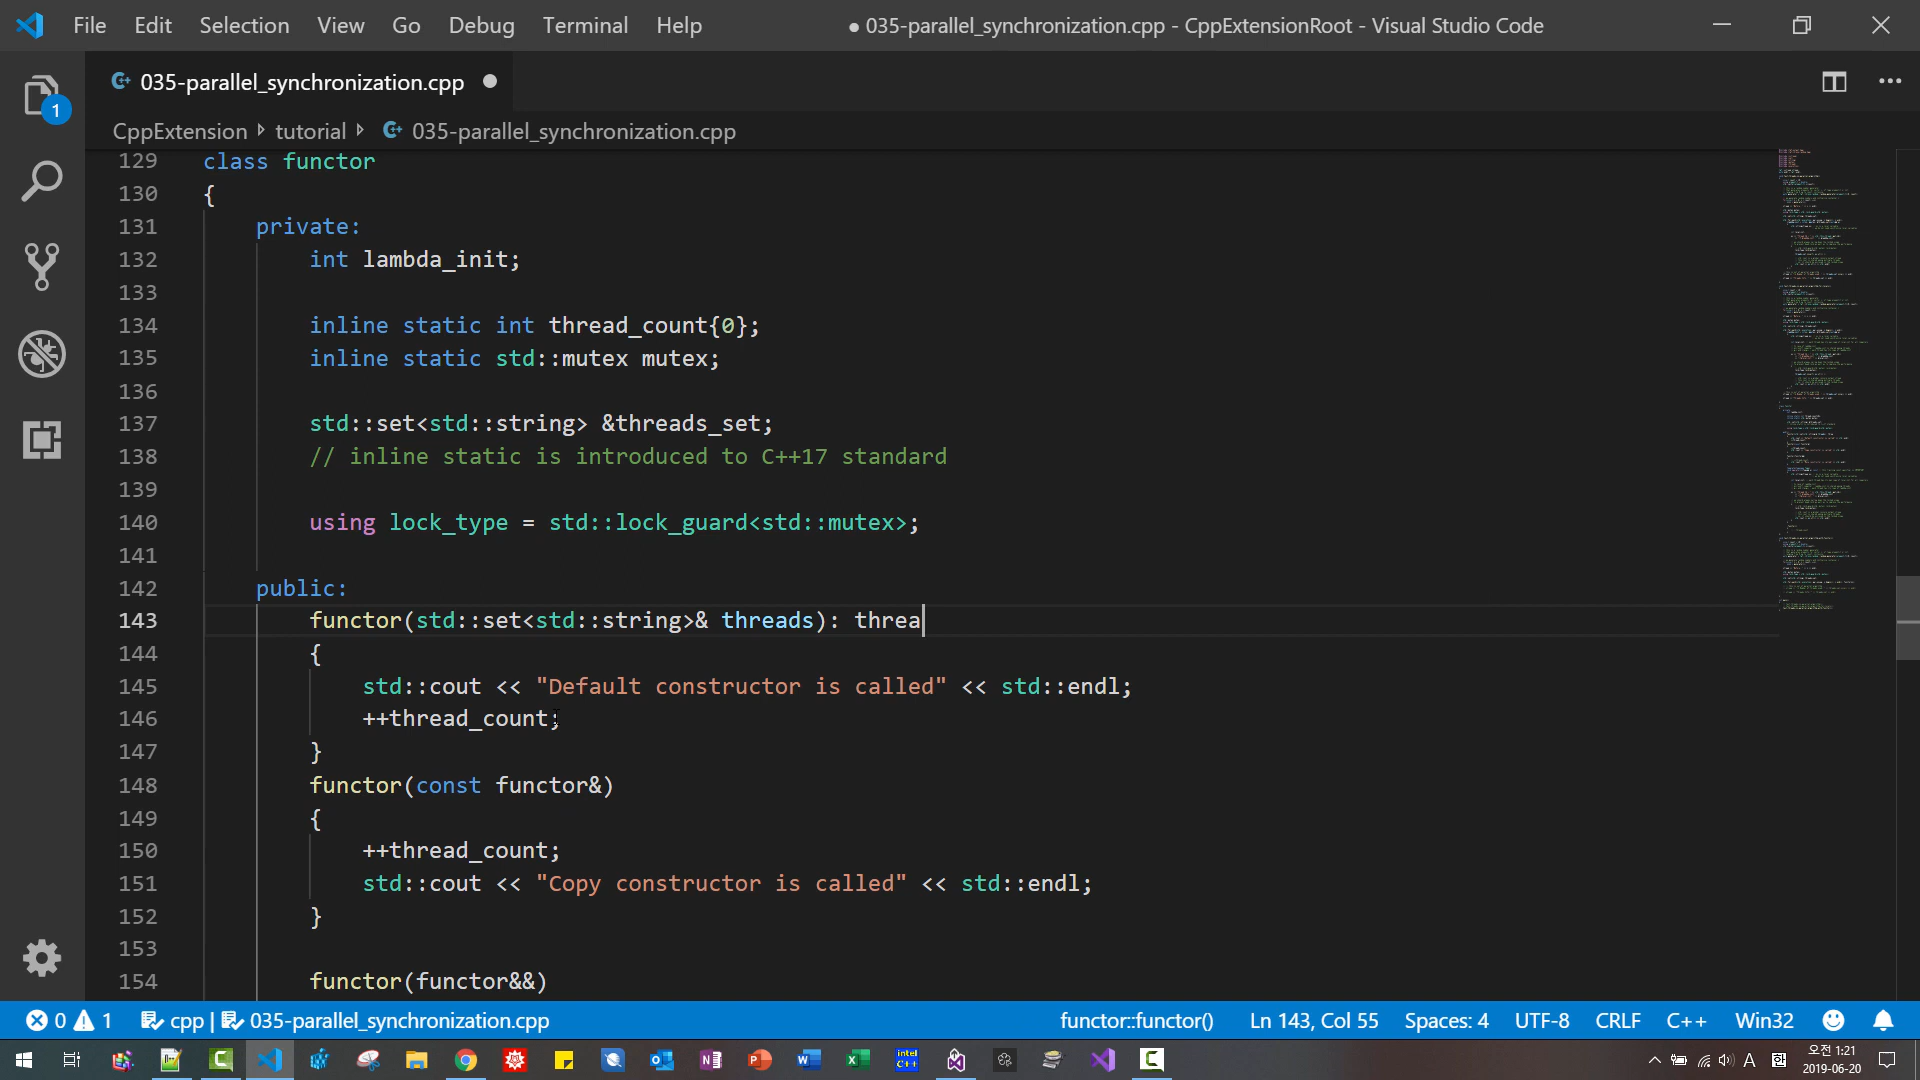 File Edit Selection View Go Debug Terminal Help
● 035-parallel_synchronization.cpp - CppExtensionRoot - Visual Studio Code
035-parallel_synchronization.cpp
CppExtension tutorial 035-parallel_synchronization.cpp
1
129 class functor
130 {
131 private:
132 int lambda_init;
133
134 inline static int thread_count{0};
135 inline static std::mutex mutex;
136
137 std::set<std::string> &threads_set;
138 // inline static is introduced to C++17 standard
139
140 using lock_type = std::lock_guard<std::mutex>;
141
142 public:
143 functor(std::set<std::string>& threads): threa
144 {
145 std::cout << "Default constructor is called" << std::endl;
146 ++thread_count;
147 }
148 functor(const functor&)
149 {
150 ++thread_count;
151 std::cout << "Copy constructor is called" << std::endl;
152 }
153
154 functor(functor&&)
0 1 cpp | 035-parallel_synchronization.cpp functor::functor() Ln 143, Col 55 Spaces: 4 UTF-8 CRLF C++ Win32
intel C++
A
오전 1:21
2019-06-20